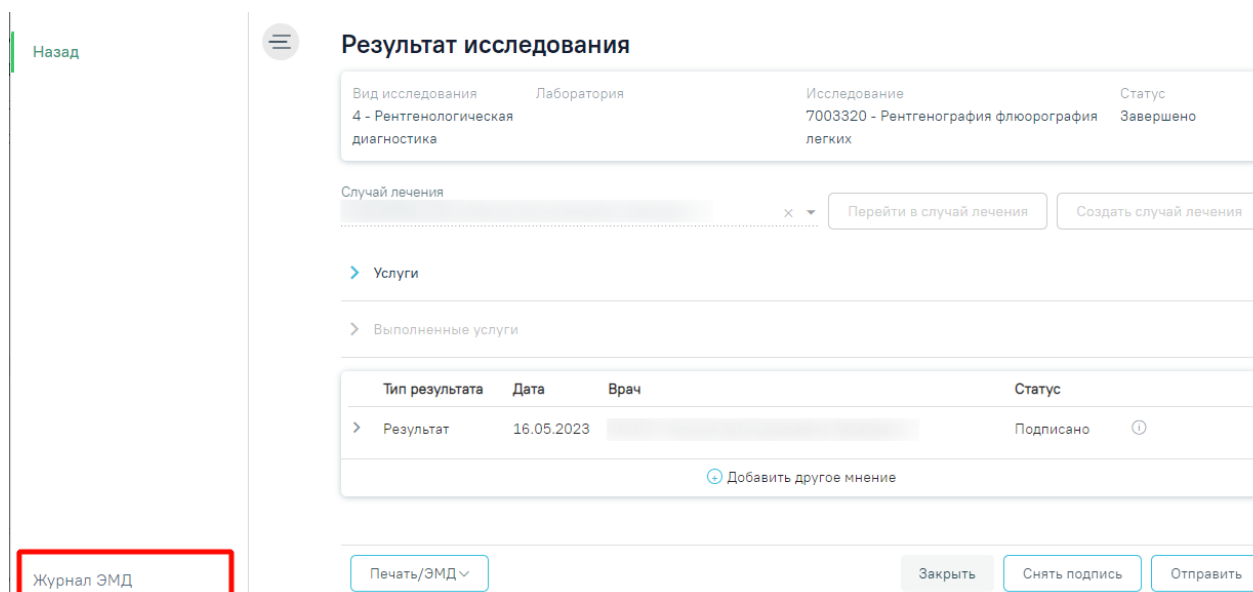 Назад
Результат исследования
Вид исследования Лаборатория Исследование Статус
4 - Рентгенологическая 7003320 - Рентгенография флюорография Завершено
диагностика легких
Случай лечения
Перейти в случай лечения Создать случай лечения
Услуги
Выполненные услуги
Тип результата Дата Врач Статус
Результат 16.05.2023 Подписано
Добавить другое мнение
Журнал ЭМД
Печать/ЭМД Закрыть Снять подпись Отправить